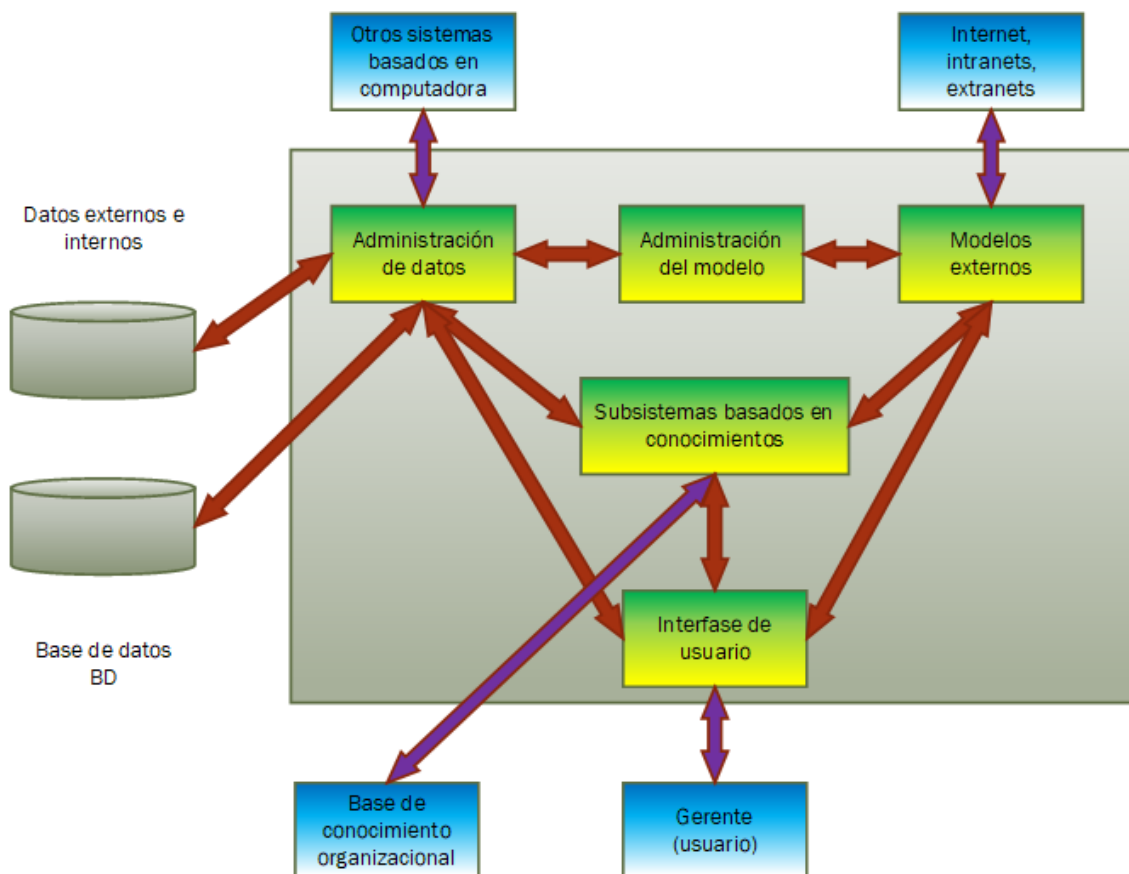 Otros sistemas
basados en
computadora
Internet,
intranets,
extranets
Datos externos e
internos
Administración
de datos
Administración
del modelo
Modelos
externos
Subsistemas basados en
conocimientos
Interfase de
usuario
Base de datos
BD
Base de
conocimiento
organizacional
Gerente
(usuario)